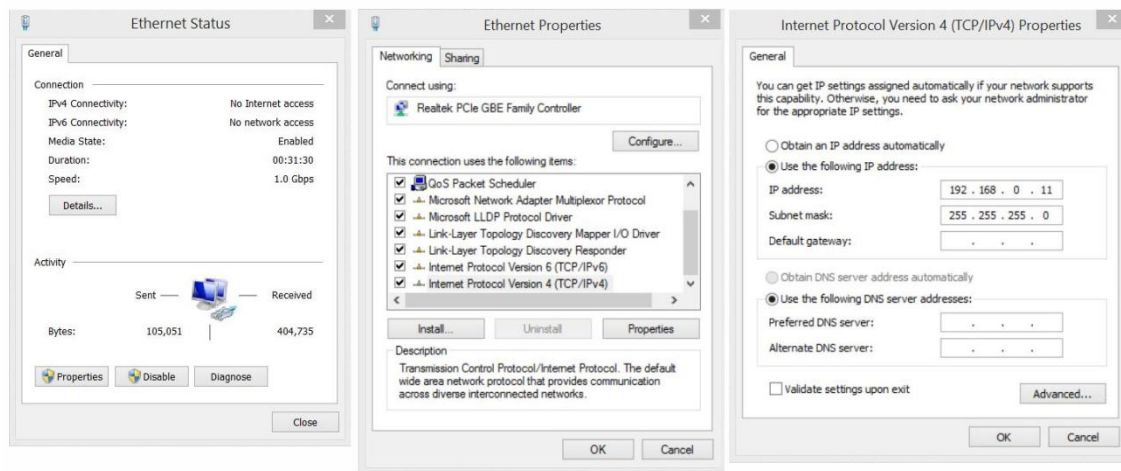 Ethernet Status
General
Connection
IPv4 Connectivity: No Internet access
IPv6 Connectivity: No network access
Media State: Enabled
Duration: 00:31:30
Speed: 1.0 Gbps
Details...
Activity
Sent — Received
Bytes: 105,051 | 404,735
Properties Disable Diagnose
Close
Ethernet Properties
Networking Sharing
Connect using:
Realtek PCIe GBE Family Controller
Configure...
This connection uses the following items:
QoS Packet Scheduler
Microsoft Network Adapter Multiplexor Protocol
Microsoft LLDP Protocol Driver
Link-Layer Topology Discovery Mapper I/O Driver
Link-Layer Topology Discovery Responder
Internet Protocol Version 6 (TCP/IPv6)
Internet Protocol Version 4 (TCP/IPv4)
Install... Uninstall Properties
Description
Transmission Control Protocol/Internet Protocol. The default
wide area network protocol that provides communication
across diverse interconnected networks.
OK Cancel
Internet Protocol Version 4 (TCP/IPv4) Properties
General
You can get IP settings assigned automatically if your network supports
this capability. Otherwise, you need to ask your network administrator
for the appropriate IP settings.
Obtain an IP address automatically
Use the following IP address:
IP address: 192 . 168 . 0 . 11
Subnet mask: 255 . 255 . 255 . 0
Default gateway: . . .
Obtain DNS server address automatically
Use the following DNS server addresses:
Preferred DNS server: . . .
Alternate DNS server: . . .
Validate settings upon exit
Advanced...
OK Cancel